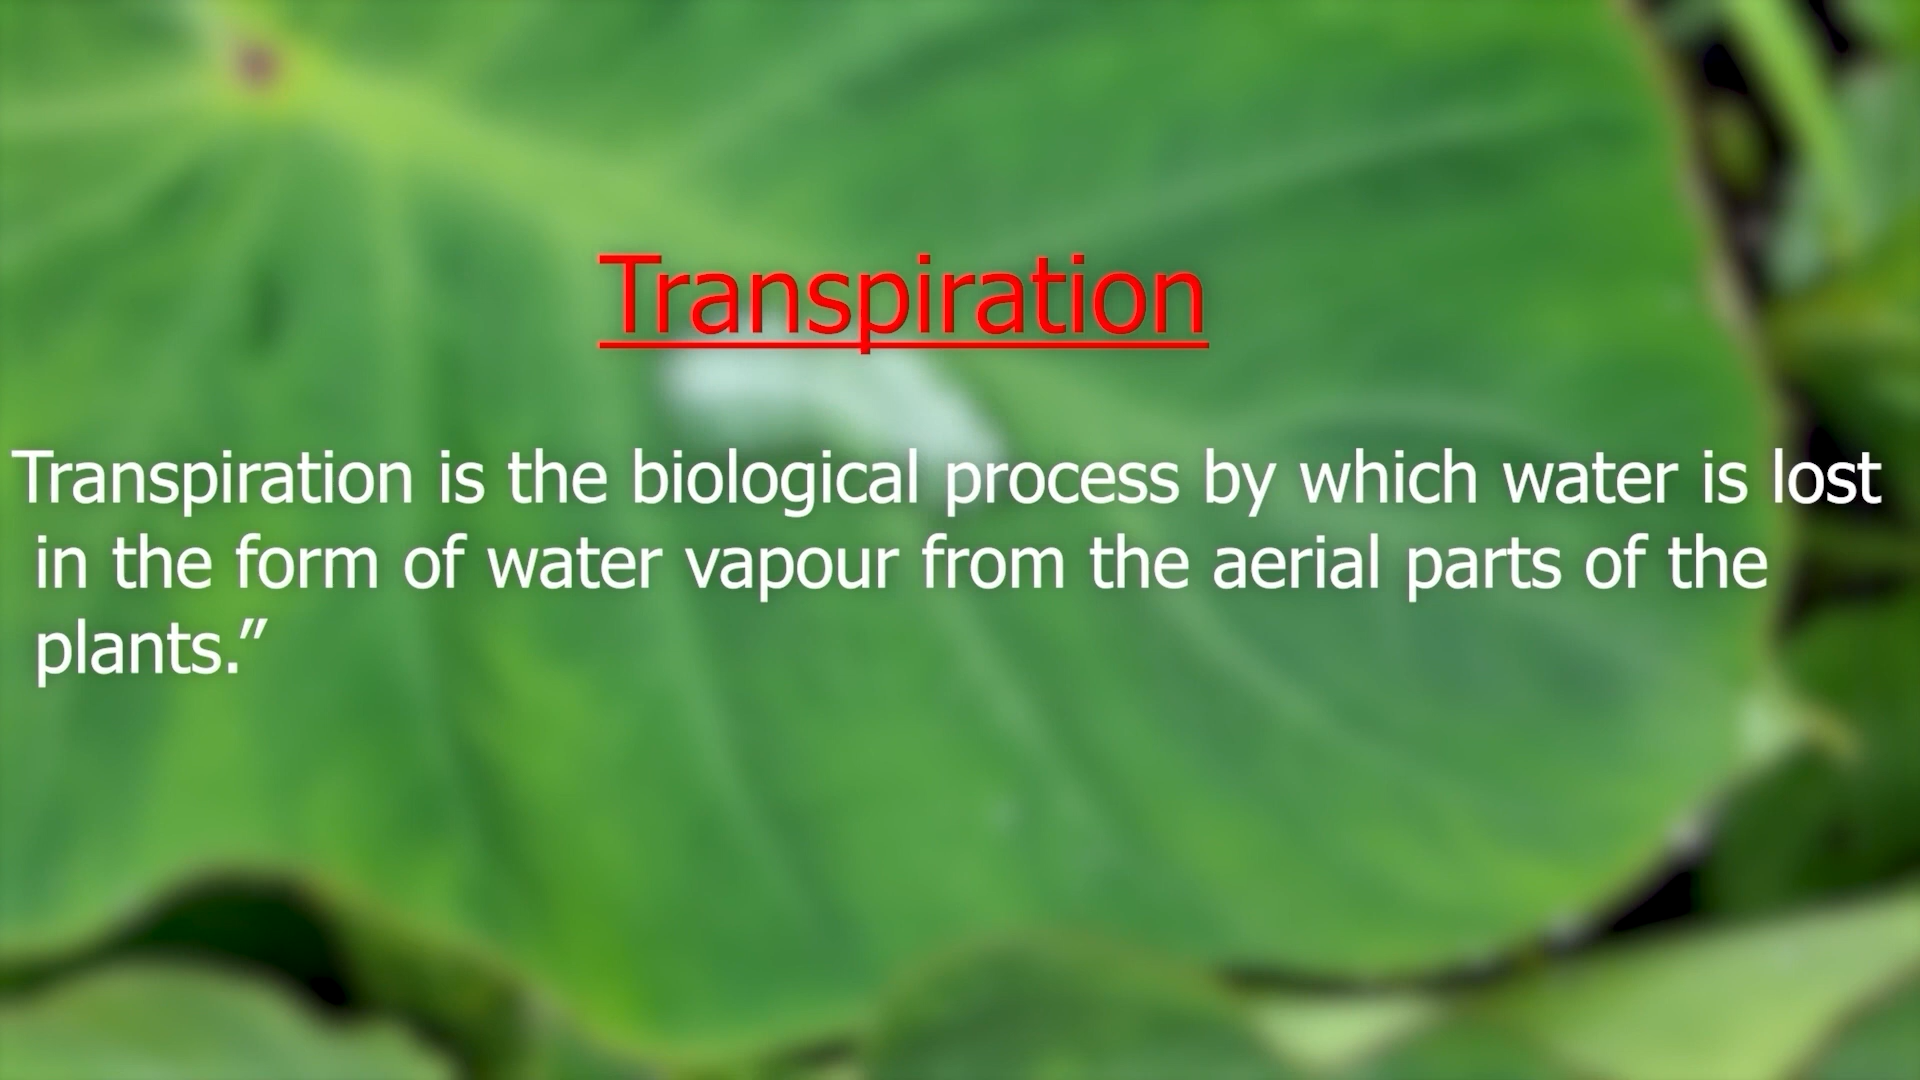 Transpiration
Transpiration is the biological process by which water is lost
in the form of water vapour from the aerial parts of the
plants.”